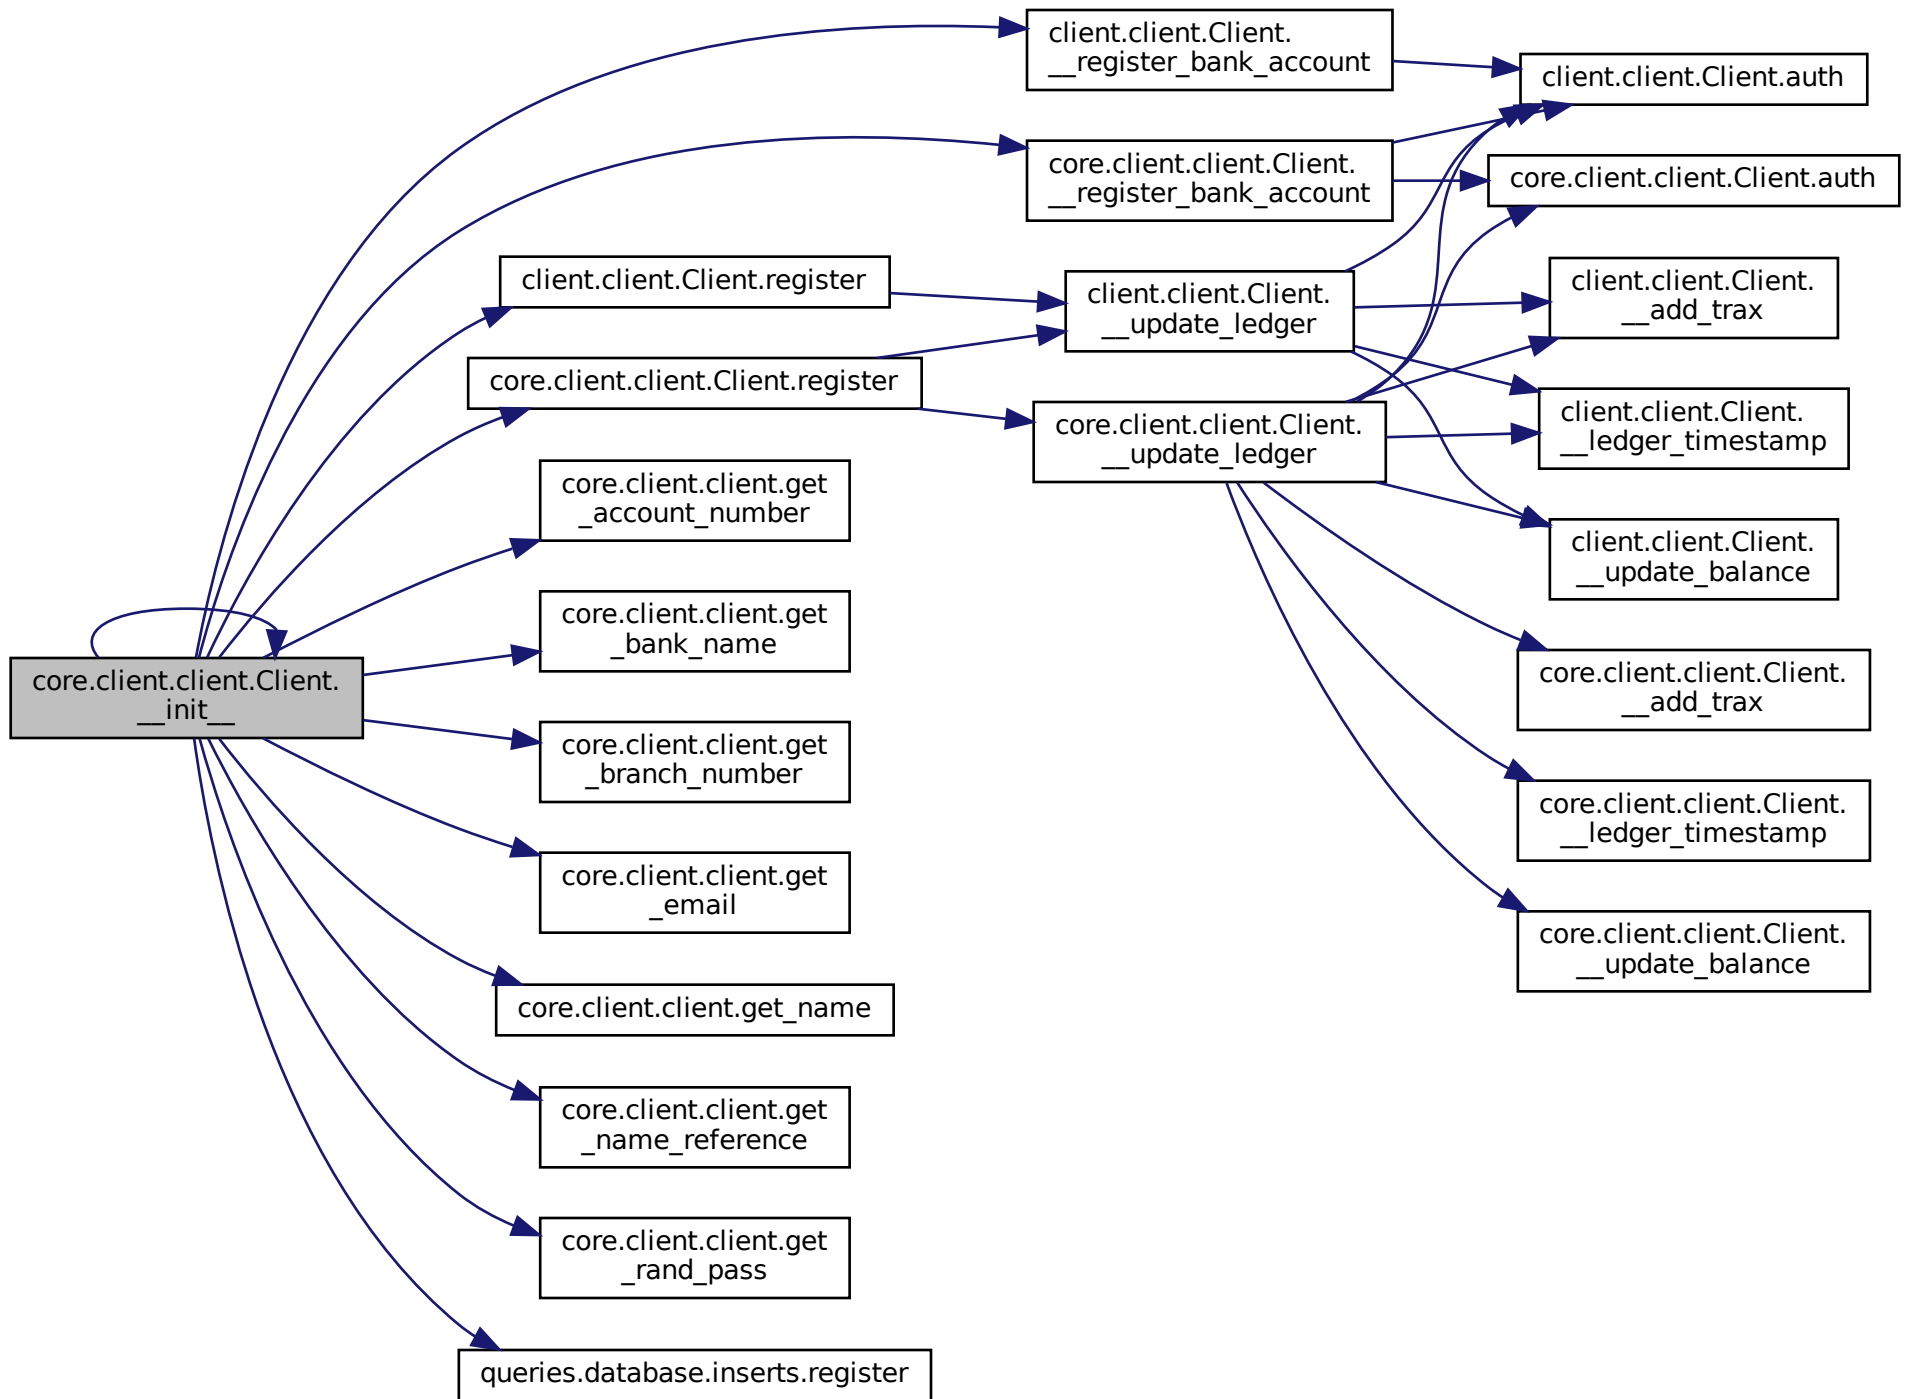 client.client.Client.
__register_bank_account
client.client.Client.auth
core.client.client.Client.
__register_bank_account
core.client.client.Client.auth
client.client.Client.register
client.client.Client.
__update_ledger
client.client.Client.
__add_trax
core.client.client.Client.register
core.client.client.Client.
__update_ledger
client.client.Client.
__ledger_timestamp
core.client.client.get
_account_number
client.client.Client.
__update_balance
core.client.client.get
_bank_name
core.client.client.Client.
__init__
core.client.client.Client.
__add_trax
core.client.client.get
_branch_number
core.client.client.Client.
__ledger_timestamp
core.client.client.get
_email
core.client.client.Client.
__update_balance
core.client.client.get_name
core.client.client.get
_name_reference
core.client.client.get
_rand_pass
queries.database.inserts.register